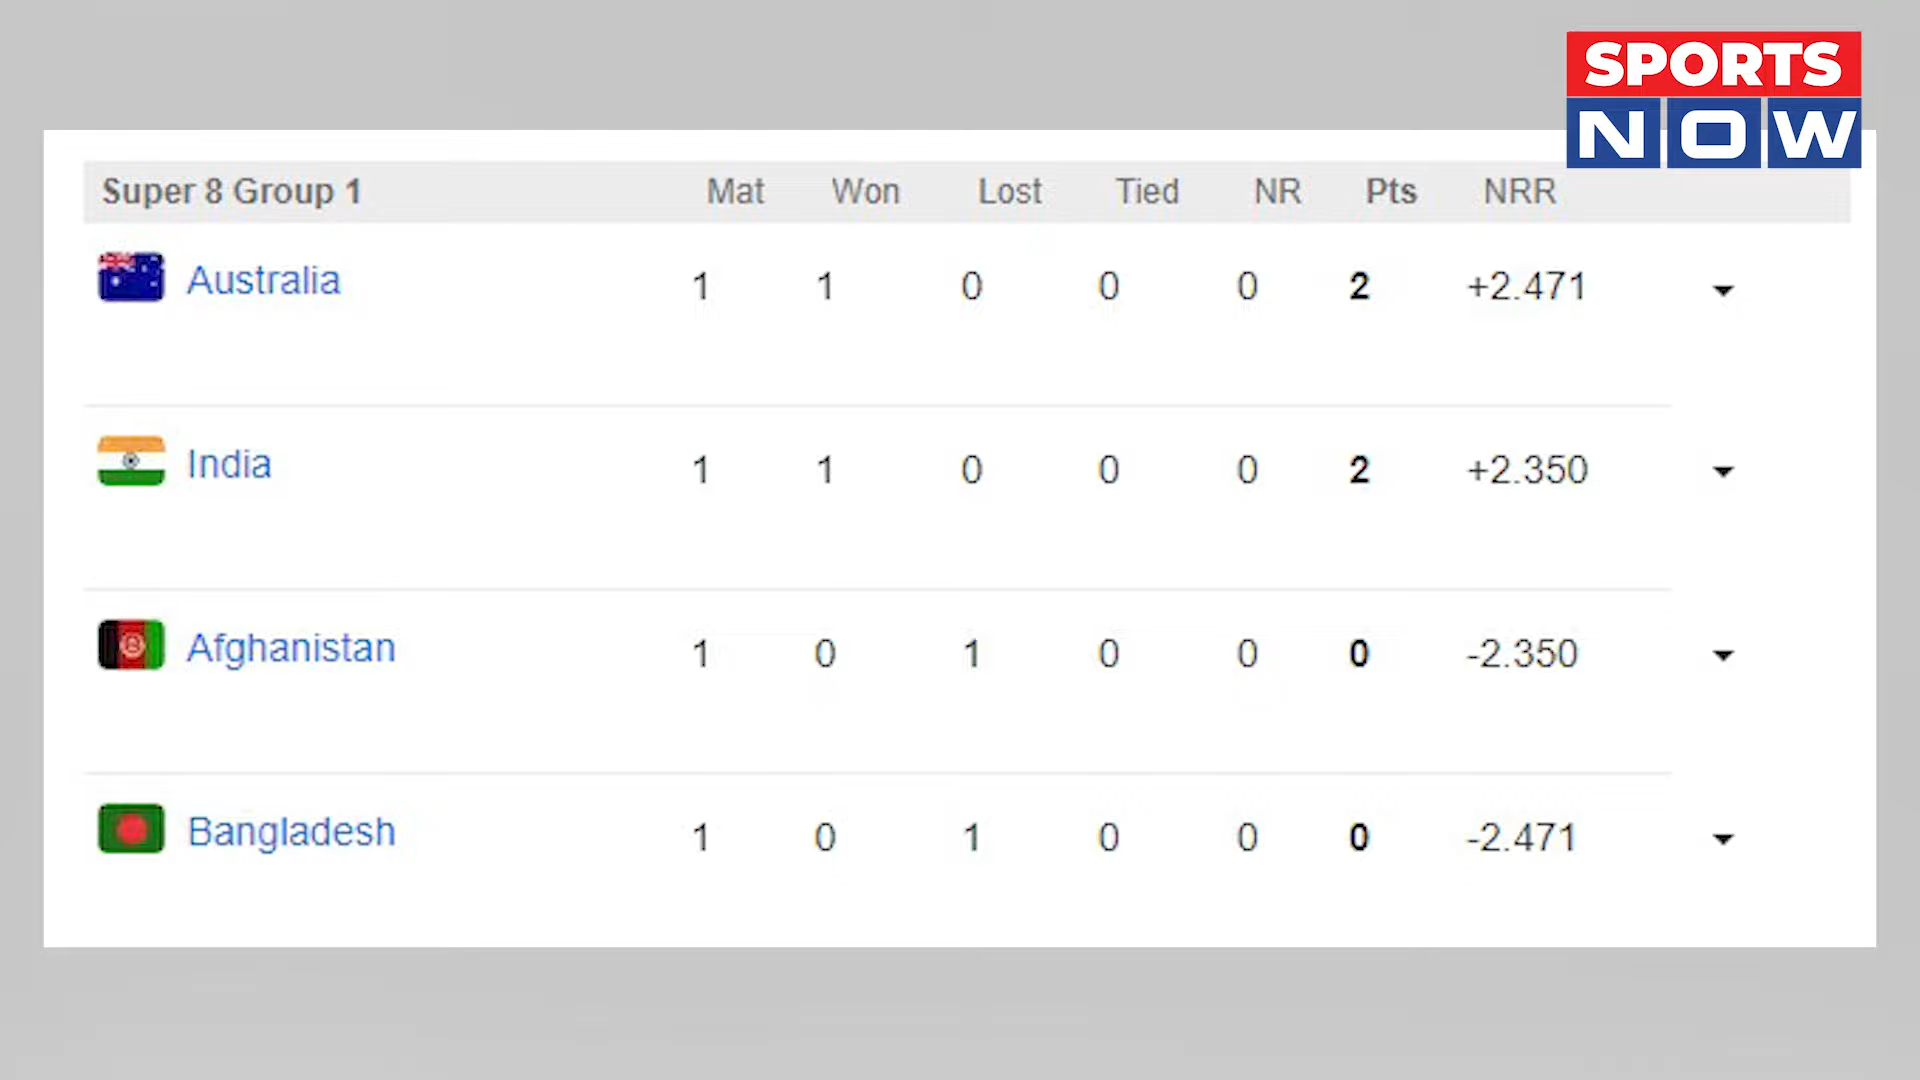 SPORTS
NOW
Super 8 Group 1 Mat Won Lost Tied NR Pts NRR
Australia 1 1 0 0 0 2 +2.471
India 1 1 0 0 0 2 +2.350
Afghanistan 1 0 1 0 0 0 -2.350
Bangladesh 1 0 1 0 0 0 -2.471